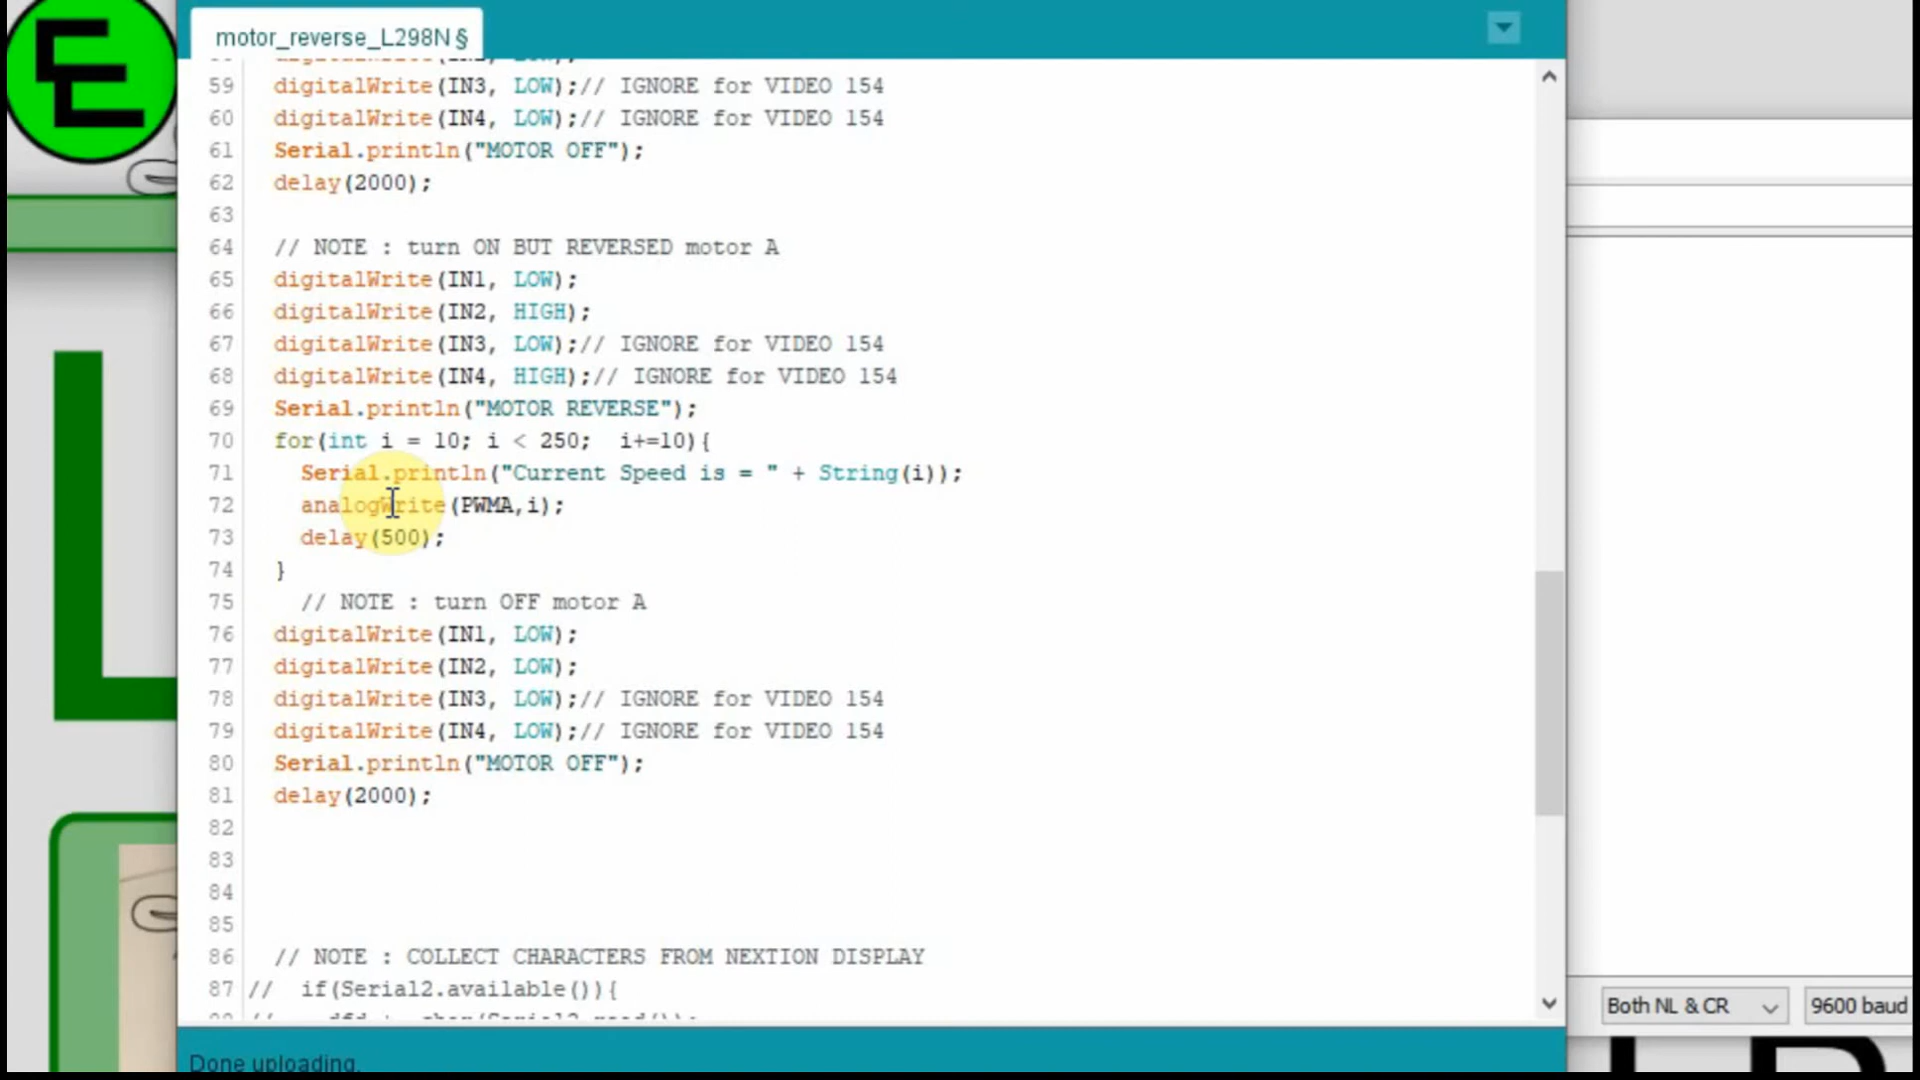 motor_reverse_L298N §
59 digitalWrite(IN3, LOW);// IGNORE for VIDEO 154
60 digitalWrite(IN4, LOW);// IGNORE for VIDEO 154
61 Serial.println("MOTOR OFF");
62 delay(2000);
63
64 // NOTE : turn ON BUT REVERSED motor A
65 digitalWrite(IN1, LOW);
66 digitalWrite(IN2, HIGH);
67 digitalWrite(IN3, LOW);// IGNORE for VIDEO 154
68 digitalWrite(IN4, HIGH);// IGNORE for VIDEO 154
69 Serial.println("MOTOR REVERSE");
70 for(int i = 10; i < 250;  i+=10){
71 Serial.println("Current Speed is = " + String(i));
72 analogWrite(PWMA,i);
73 delay(500);
74 }
75 // NOTE : turn OFF motor A
76 digitalWrite(IN1, LOW);
77 digitalWrite(IN2, LOW);
78 digitalWrite(IN3, LOW);// IGNORE for VIDEO 154
79 digitalWrite(IN4, LOW);// IGNORE for VIDEO 154
80 Serial.println("MOTOR OFF");
81 delay(2000);
82
83
84
85
86 // NOTE : COLLECT CHARACTERS FROM NEXTION DISPLAY
87 //  if(Serial2.available()){
Both NL & CR
9600 baud
Done uploading.